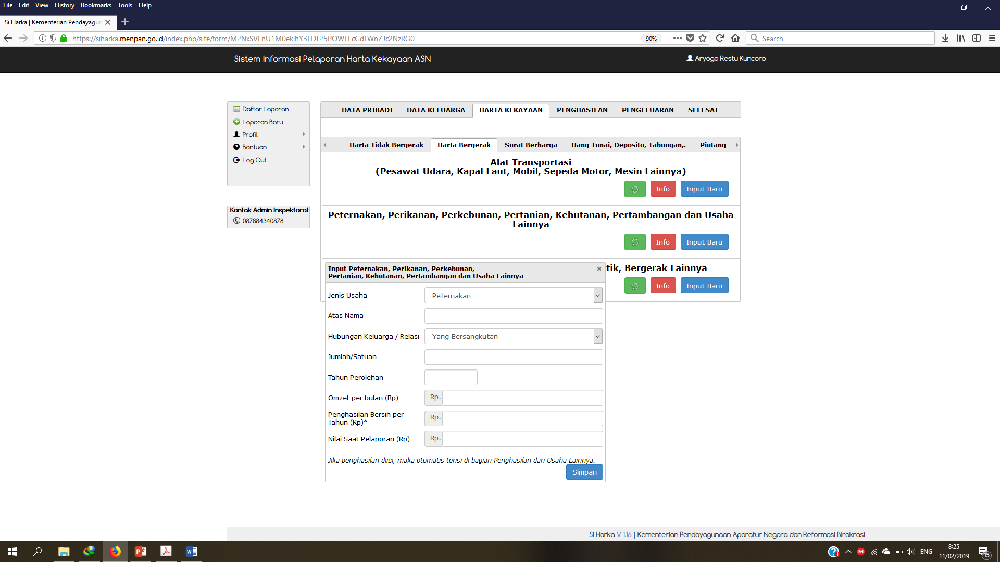 File Edit View History Bookmarks Tools Help
Si Harka | Kementerian Pendayagun
https://siharka.menpan.go.id/index.php/site/form/M2NxSVFnU1M0eklhY3FDT25POWFFcGdLWnZJc2NzRG0
90%
Search
Sistem Informasi Pelaporan Harta Kekayaan ASN
Aryogo Restu Kuncoro
Daftar Laporan
Laporan Baru
Profil
Bantuan
Log Out
Kontak Admin Inspektorat
087884340878
DATA PRIBADI DATA KELUARGA HARTA KEKAYAAN PENGHASILAN PENGELUARAN SELESAI
Harta Tidak Bergerak Harta Bergerak Surat Berharga Uang Tunai, Deposito, Tabungan,. Piutang
Alat Transportasi
(Pesawat Udara, Kapal Laut, Mobil, Sepeda Motor, Mesin Lainnya)
Info Input Baru
Peternakan, Perikanan, Perkebunan, Pertanian, Kehutanan, Pertambangan dan Usaha
Lainnya
Info Input Baru
tik, Bergerak Lainnya
Info Input Baru
Input Peternakan, Perikanan, Perkebunan,
Pertanian, Kehutanan, Pertambangan dan Usaha Lainnya
Jenis Usaha Peternakan
Atas Nama
Hubungan Keluarga / Relasi Yang Bersangkutan
Jumlah/Satuan
Tahun Perolehan
Omzet per bulan (Rp) Rp.
Penghasilan Bersih per
Tahun (Rp)* Rp.
Nilai Saat Pelaporan (Rp) Rp.
Jika penghasilan diisi, maka otomatis terisi di bagian Penghasilan dari Usaha Lainnya.
Simpan
Si Harka V 1.16 | Kementerian Pendayagunaan Aparatur Negara dan Reformasi Birokrasi
ENG
8:25
11/02/2019
15